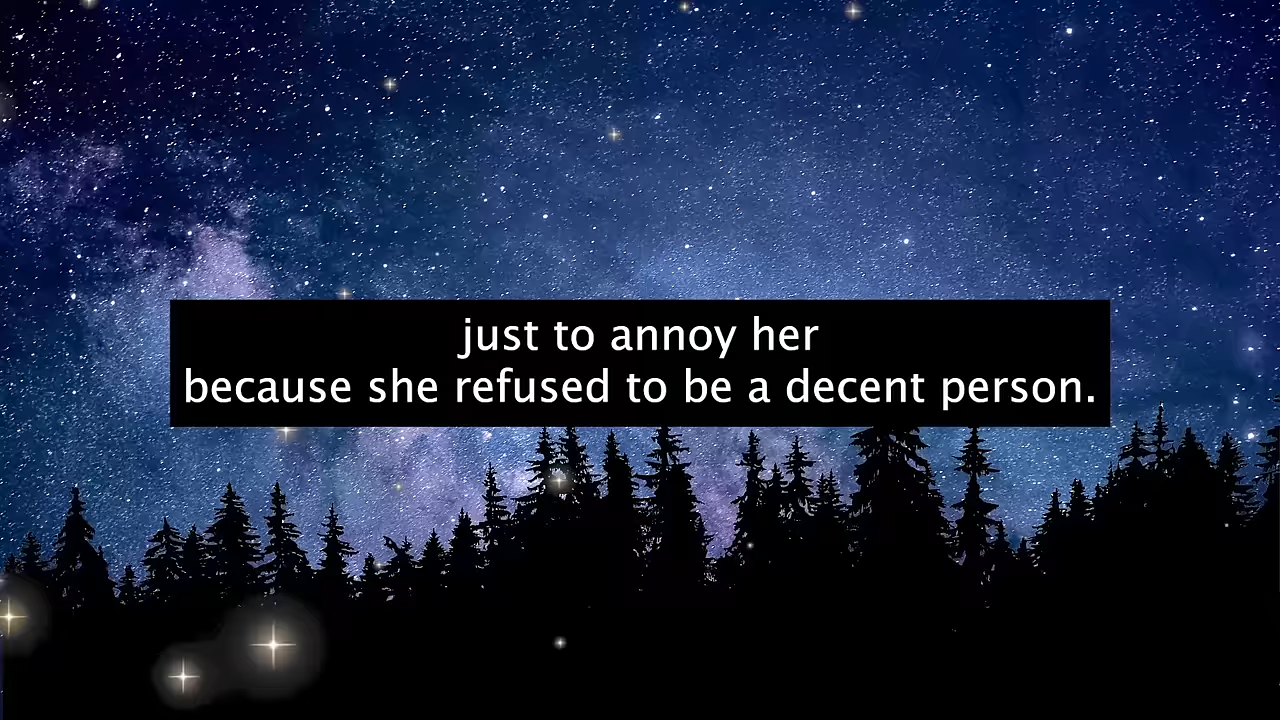 just to annoy her
because she refused to be a decent person.